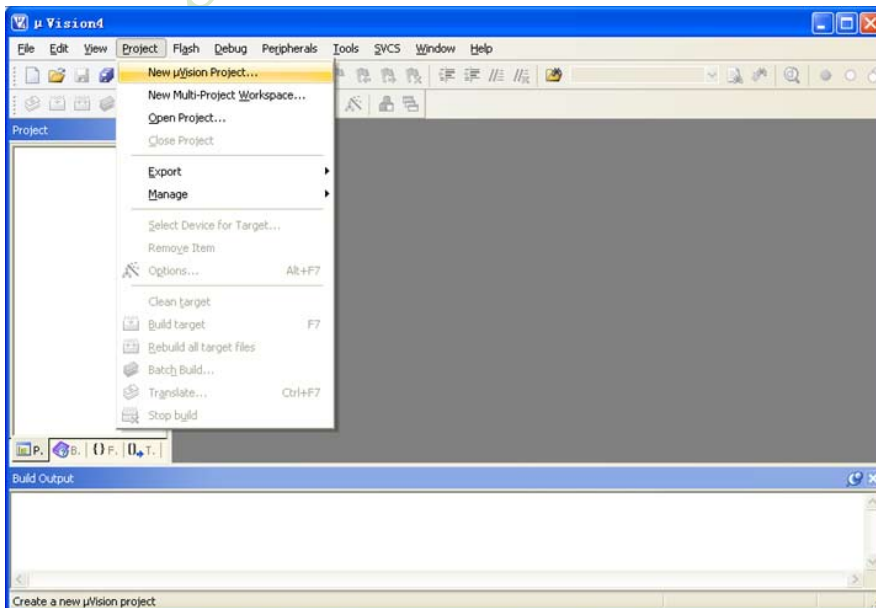 µVision4
File Edit View Project Flash Debug Peripherals Tools SVCS Window Help
New µVision Project...
New Multi-Project Workspace...
Open Project...
Close Project
Export
Manage
Select Device for Target...
Remove Item
Options... Alt+F7
Clean target
Build target F7
Rebuild all target files
Batch Build...
Translate... Ctrl+F7
Stop build
Project
P. B. {} F. 0 T.
Build Output
Create a new µVision project